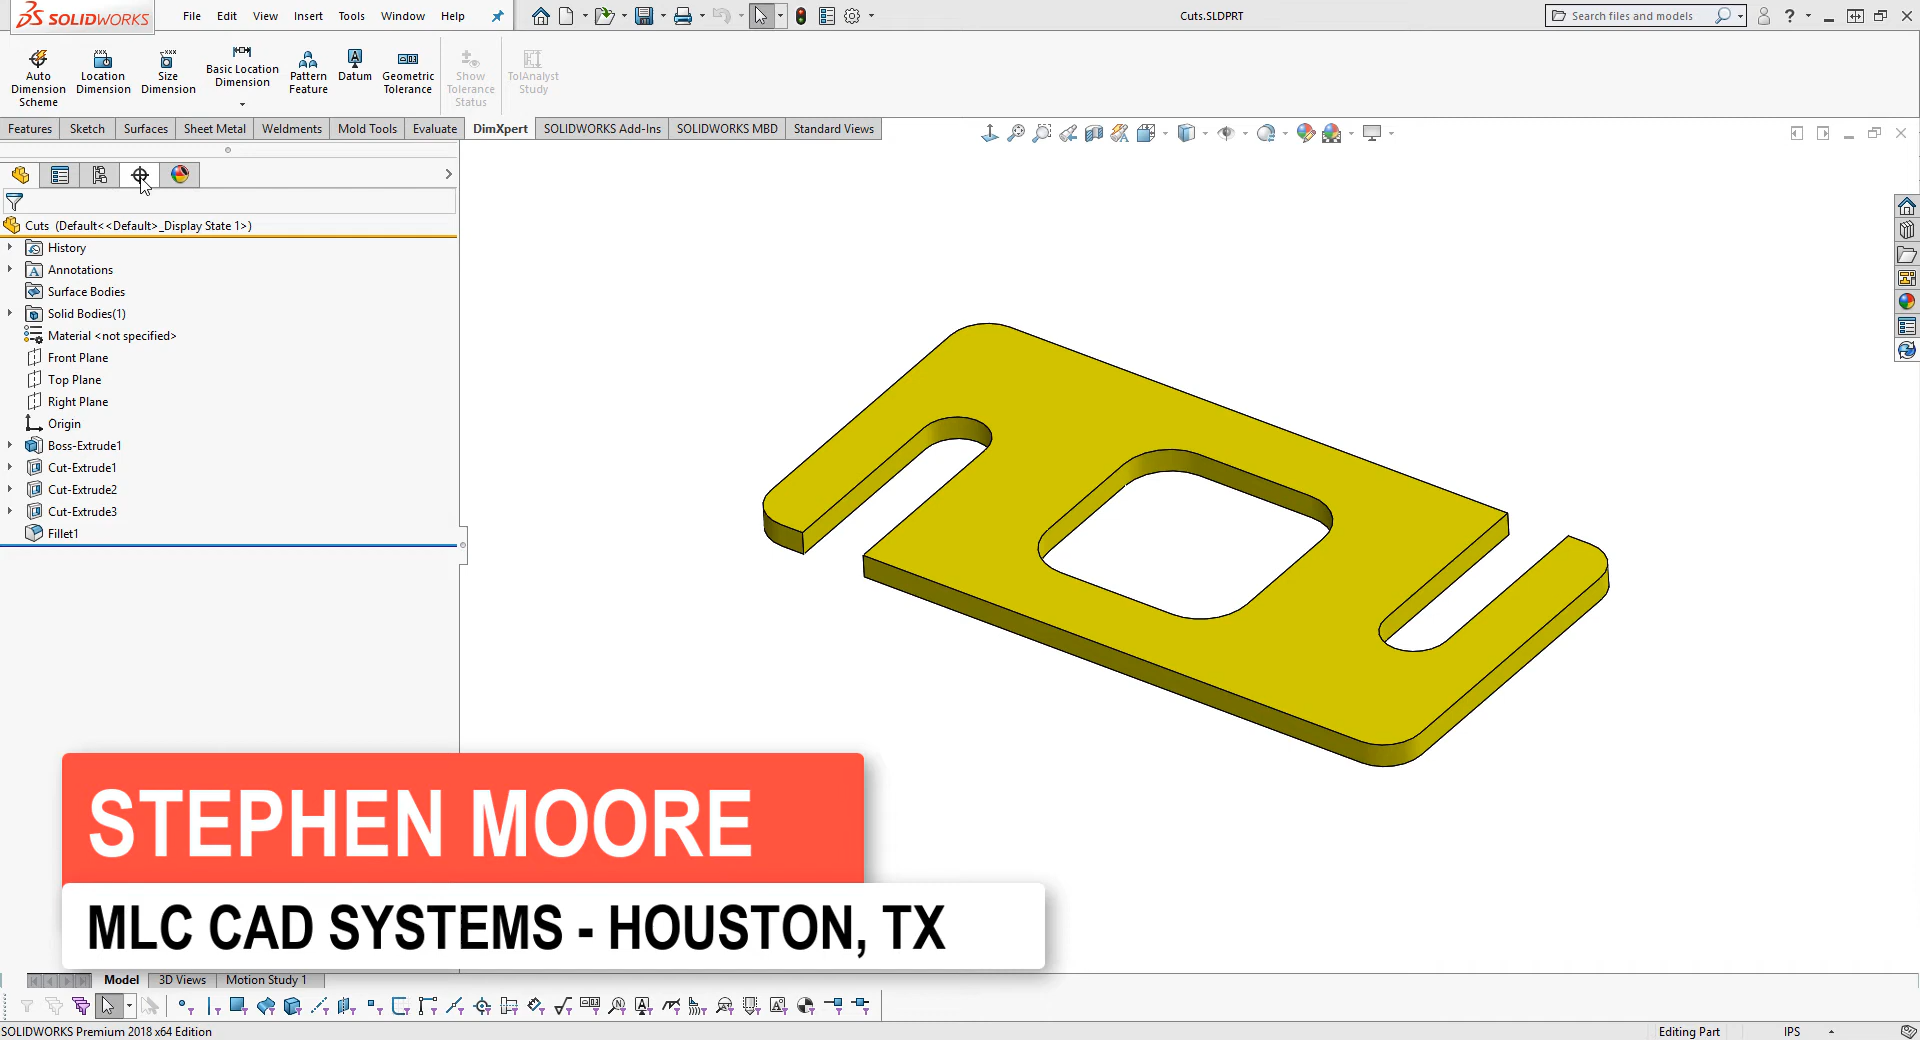 SOLIDWORKS
File Edit View Insert Tools Window Help
Cuts.SLDPRT
Search files and models
Auto Dimension Scheme
Location Dimension
Size Dimension
Basic Location Dimension
Pattern Feature
Datum
Geometric Tolerance
Show Tolerance Status
TolAnalyst Study
Features Sketch Surfaces Sheet Metal Weldments Mold Tools Evaluate DimXpert SOLIDWORKS Add-Ins SOLIDWORKS MBD Standard Views
Cuts (Default<<Default>_Display State 1>)
History
Annotations
Surface Bodies
Solid Bodies(1)
Material <not specified>
Front Plane
Top Plane
Right Plane
Origin
Boss-Extrude1
Cut-Extrude1
Cut-Extrude2
Cut-Extrude3
Fillet1
STEPHEN MOORE
MLC CAD SYSTEMS - HOUSTON, TX
Model 3D Views Motion Study 1
SOLIDWORKS Premium 2018 x64 Edition
Editing Part
IPS